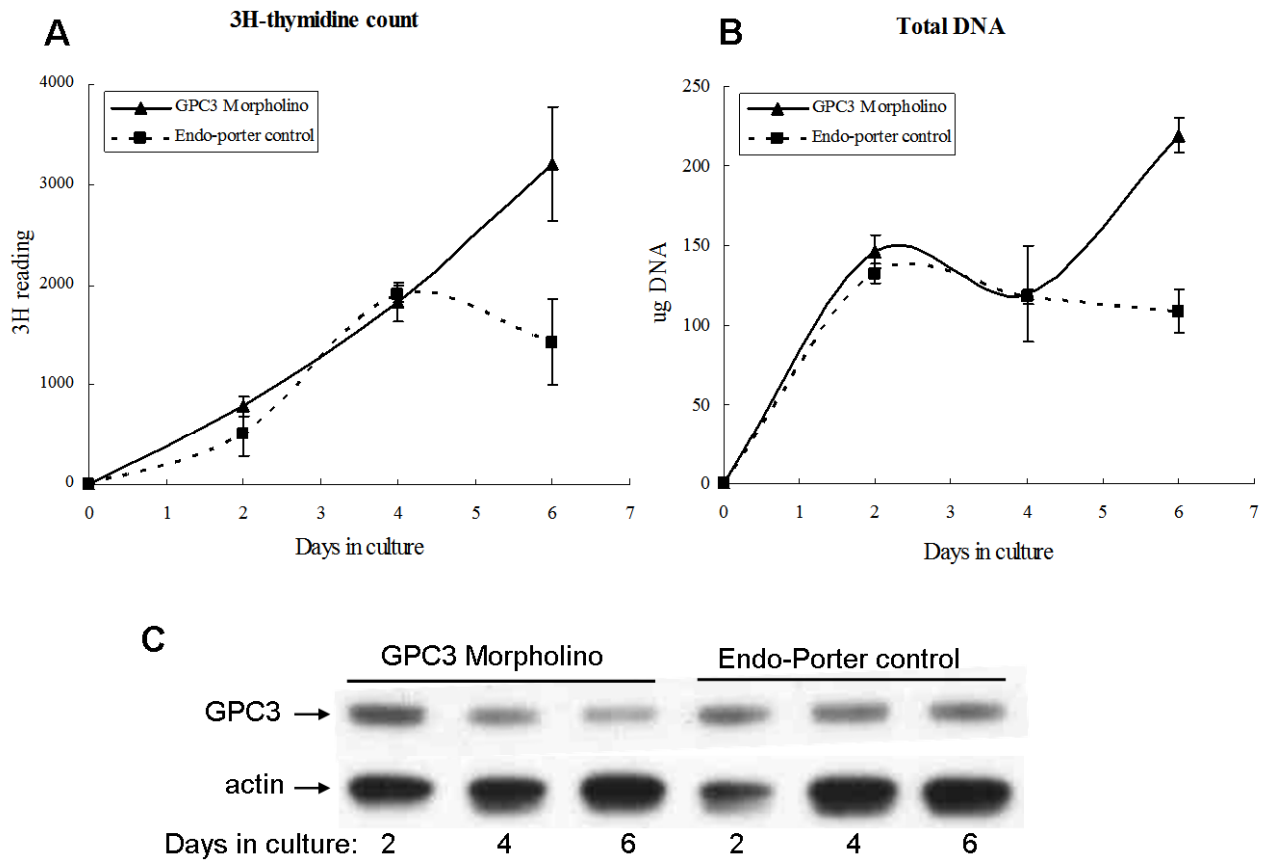 A
3H-thymidine count
4000
3000
2000
1000
0
3H reading
GPC3 Morpholino
Endo-porter control
0 1 2 3 4 5 6 7
Days in culture
B
Total DNA
250
200
150
100
50
0
ug DNA
GPC3 Morpholino
Endo-porter control
0 1 2 3 4 5 6 7
Days in culture
C
GPC3 Morpholino Endo-Porter control
GPC3
actin
Days in culture: 2 4 6 2 4 6